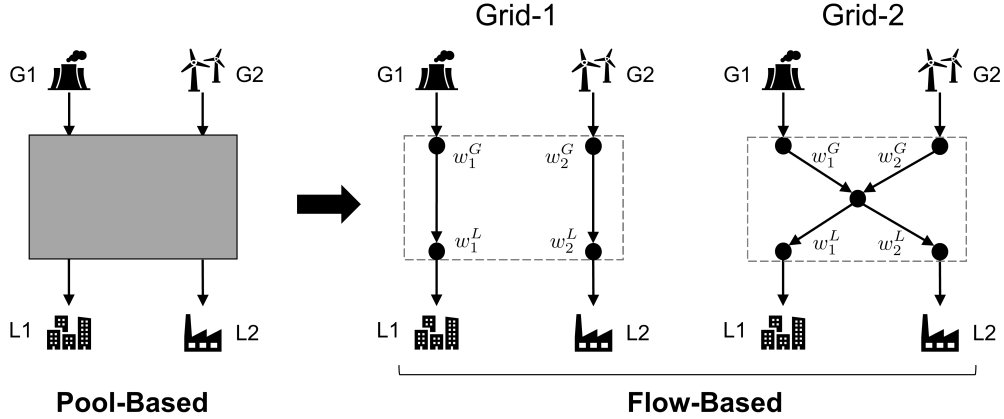 Grid-1 Grid-2
G1 G2 G1 G2 G1 G2
w_1^G w_2^G w_1^G w_2^G
w_1^L w_2^L w_1^L w_2^L
L1 L2 L1 L2 L1 L2
Pool-Based Flow-Based